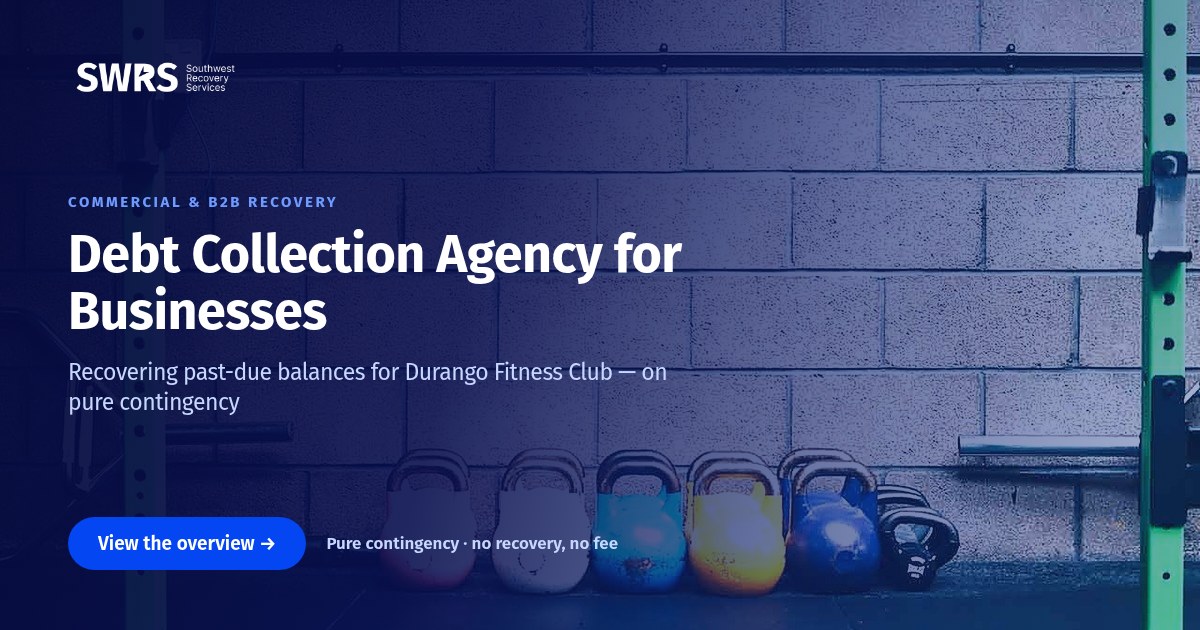 SWRS
Southwest
Recovery
Services
COMMERCIAL & B2B RECOVERY
Debt Collection Agency for
Businesses
Recovering past-due balances for Durango Fitness Club — on
pure contingency
View the overview →
Pure contingency · no recovery, no fee